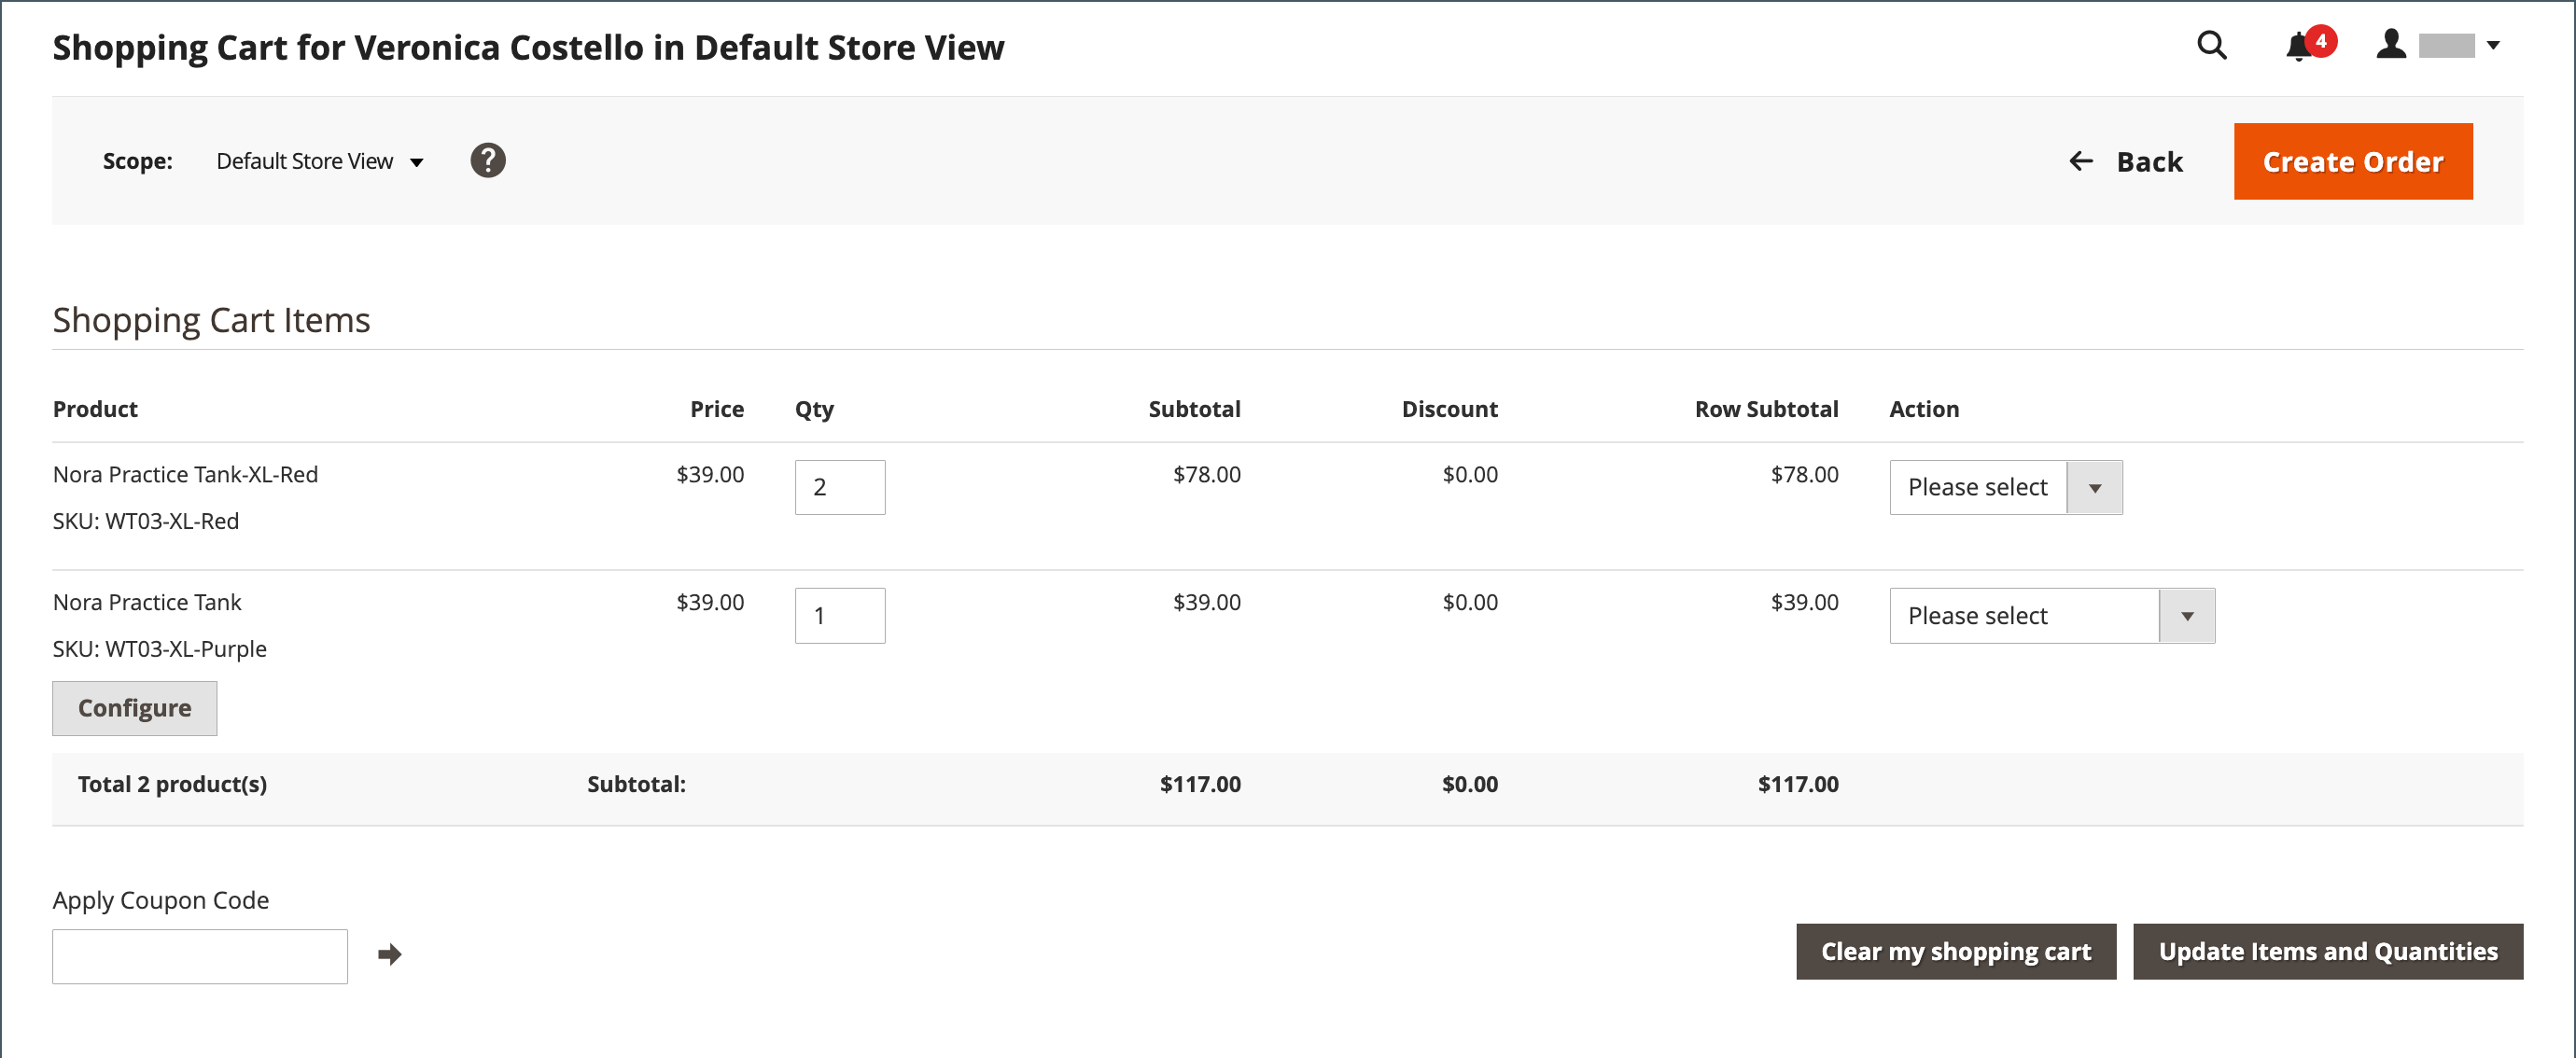 Shopping Cart for Veronica Costello in Default Store View
4
Scope: Default Store View ? Back Create Order
Shopping Cart Items
Product Price Qty Subtotal Discount Row Subtotal Action
Nora Practice Tank-XL-Red $39.00 2 $78.00 $0.00 $78.00 Please select
SKU: WT03-XL-Red
Nora Practice Tank $39.00 1 $39.00 $0.00 $39.00 Please select
SKU: WT03-XL-Purple
Configure
Total 2 product(s) Subtotal: $117.00 $0.00 $117.00
Apply Coupon Code
Clear my shopping cart Update Items and Quantities